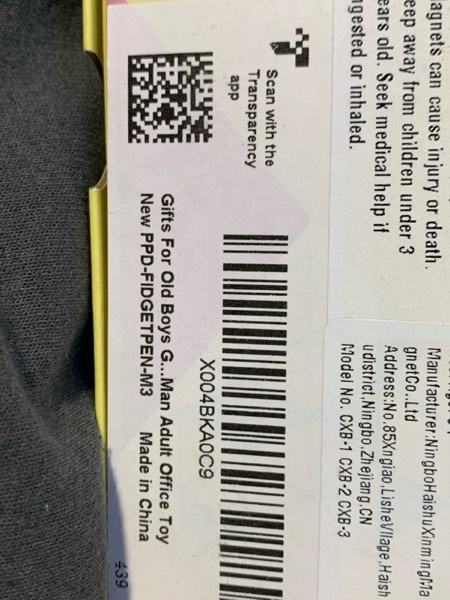 agnets can cause injury or death.
eep away from children under 3
ears old. Seek medical help if
gested or inhaled.
Manufacturer:NingboHaishuXinmingMa
gnetCo.,Ltd
Address:No.85Xngiao,LisheVIlage,Haish
udistrict,Ningbo,Zhejiang,CN
Model No. CXB-1 CXB-2 CXB-3
Scan with the
Transparency
app
X004BKA0C9
Gifts For Old Boys G...Man Adult Office Toy
New PPD-FIDGETPEN-M3 Made in China
439